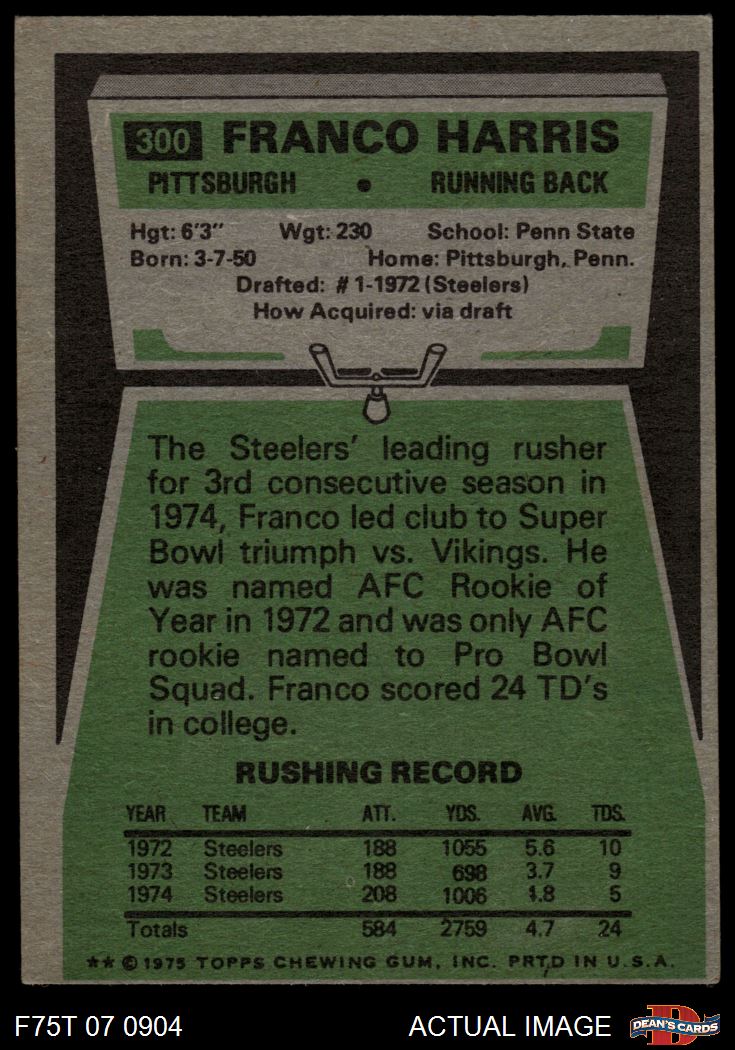 300 FRANCO HARRIS
PITTSBURGH • RUNNING BACK
Hgt: 6'3" Wgt: 230 School: Penn State
Born: 3-7-50 Home: Pittsburgh, Penn.
Drafted: #1-1972 (Steelers)
How Acquired: via draft
The Steelers' leading rusher
for 3rd consecutive season in
1974, Franco led club to Super
Bowl triumph vs. Vikings. He
was named AFC Rookie of
Year in 1972 and was only AFC
rookie named to Pro Bowl
Squad. Franco scored 24 TD's
in college.
RUSHING RECORD
YEAR TEAM ATT. YDS. AVG. TDS.
1972 Steelers 188 1055 5.6 10
1973 Steelers 188 698 3.7 9
1974 Steelers 208 1006 4.8 5
Totals 584 2759 4.7 24
** © 1975 TOPPS CHEWING GUM, INC. PRT'D IN U.S.A.
F75T 07 0904 ACTUAL IMAGE DEAN'S CARDS